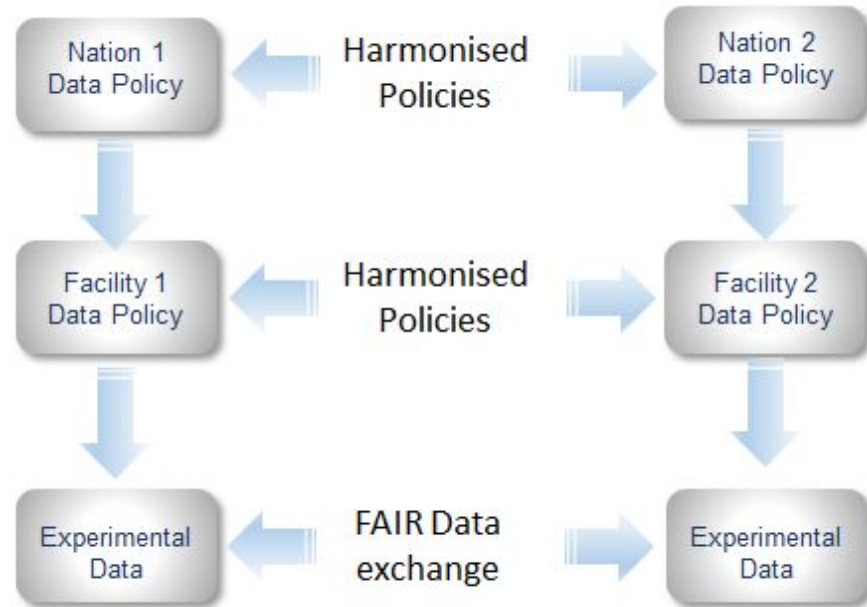 Nation 1
Data Policy
Harmonised
Policies
Nation 2
Data Policy
Facility 1
Data Policy
Harmonised
Policies
Facility 2
Data Policy
Experimental
Data
FAIR Data
exchange
Experimental
Data